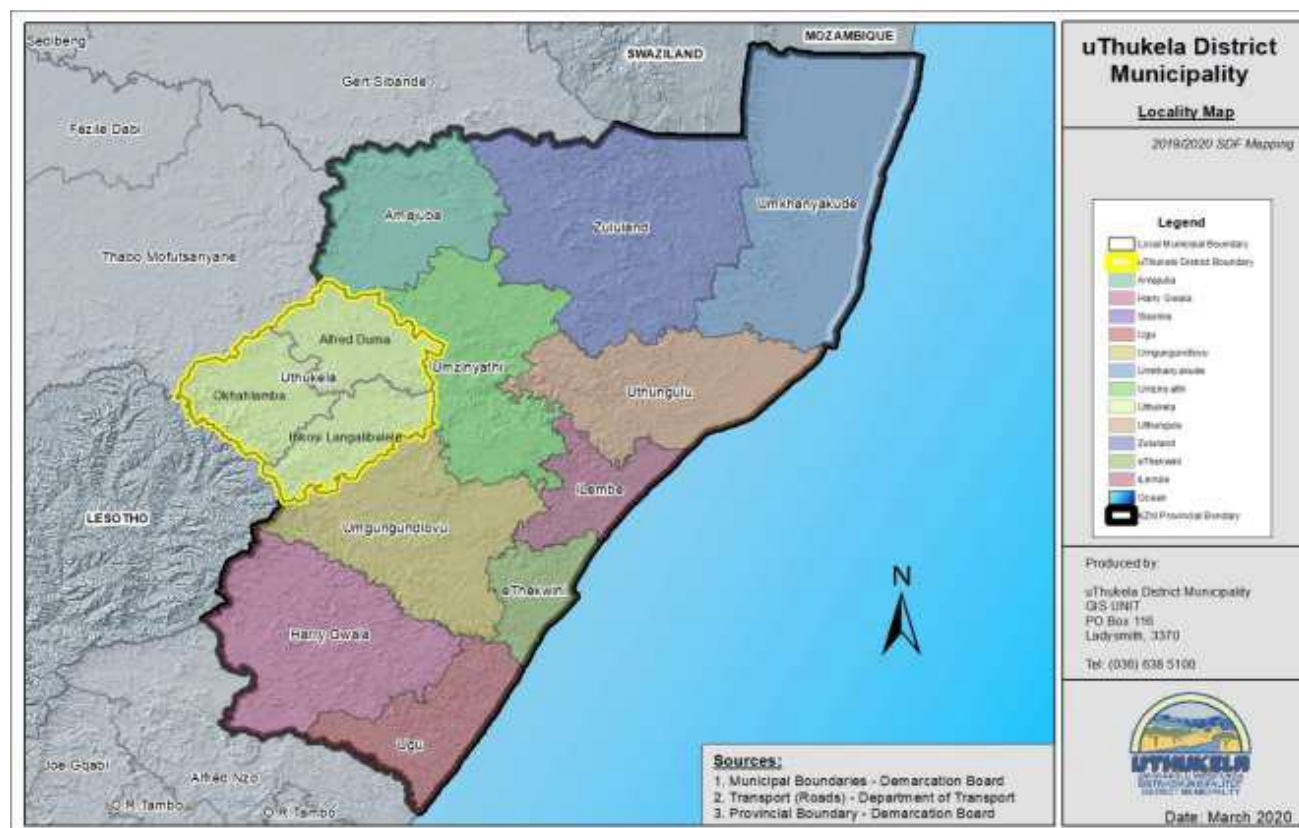 Sedibeng
SWAZILAND
MOZAMBIQUE
Gert Sibande
Fezile Dabi
Amajuba
Zululand
Umkhanyakude
Thabo Mofutsanyane
Alfred Duma
Uthukela
Umzinyathi
Okhahlamba
Inkosi Langalibalele
Uthungulu
iLembe
LESOTHO
Umgungundlovu
eThekwini
Harry Gwala
Ugu
Joe Gqabi
Alfred Nzo
O.R.Tambo
O.R.Tambo
N
Sources:
1. Municipal Boundaries - Demarcation Board
2. Transport (Roads) - Department of Transport
3. Provincial Boundary - Demarcation Board
uThukela District
Municipality
Locality Map
2019/2020 SDF Mapping
Legend
Local Municipal Boundary
uThukela District Boundary
Amajuba
Harry Gwala
Ugu
Umgungundlovu
Umkhanyakude
Umzinyathi
Uthukela
Uthungulu
Zululand
eThekwini
iLembe
Ocean
KZN Provincial Bondary
Produced by:
uThukela District Municipality
GIS UNIT
PO Box 116
Ladysmith, 3370
Tel: (036) 638 5100
UTHUKELA
DISTRICT MUNICIPALITY
Date: March 2020